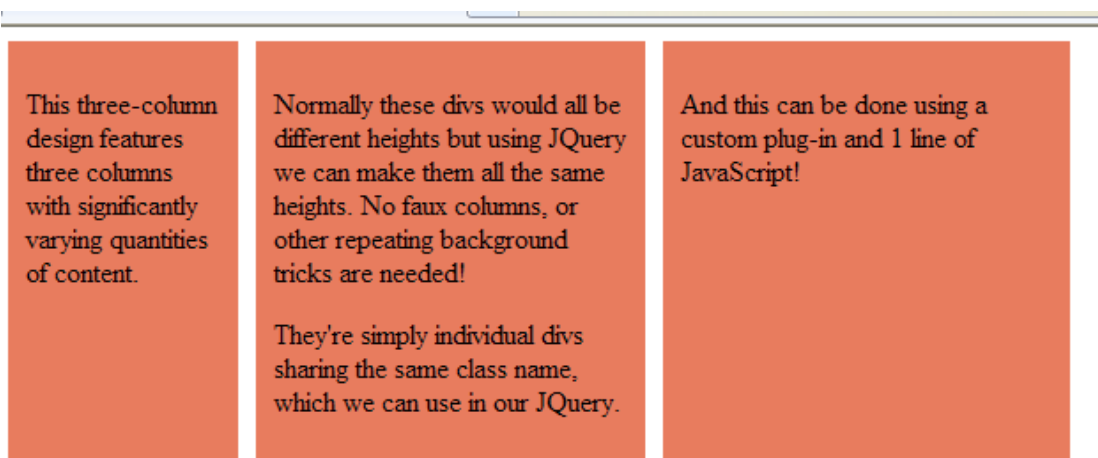 This three-column
design features
three columns
with significantly
varying quantities
of content.
Normally these divs would all be
different heights but using JQuery
we can make them all the same
heights. No faux columns, or
other repeating background
tricks are needed!
They're simply individual divs
sharing the same class name,
which we can use in our JQuery.
And this can be done using a
custom plug-in and 1 line of
JavaScript!